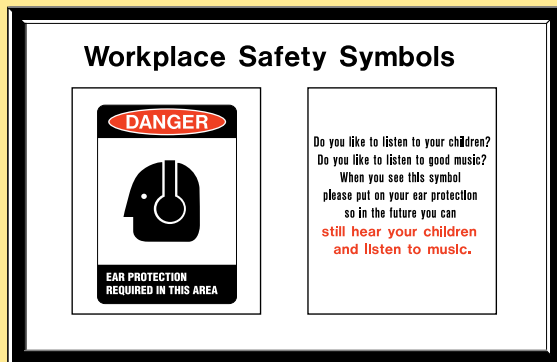 Workplace Safety Symbols
DANGER
EAR PROTECTION
REQUIRED IN THIS AREA
Do you like to listen to your children?
Do you like to listen to good music?
When you see this symbol
please put on your ear protection
so in the future you can
still hear your children
and listen to music.